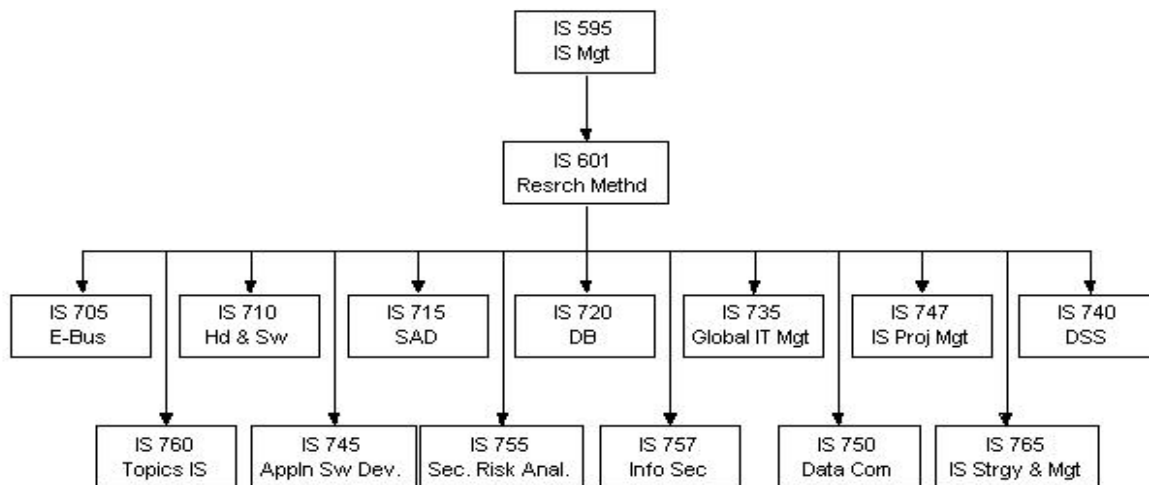 IS 595
IS Mgt
IS 601
Resrch Methd
IS 705
E-Bus
IS 710
Hd & Sw
IS 715
SAD
IS 720
DB
IS 735
Global IT Mgt
IS 747
IS Proj Mgt
IS 740
DSS
IS 760
Topics IS
IS 745
Appln Sw Dev.
IS 755
Sec. Risk Anal.
IS 757
Info Sec
IS 750
Data Com
IS 765
IS Strgy & Mgt